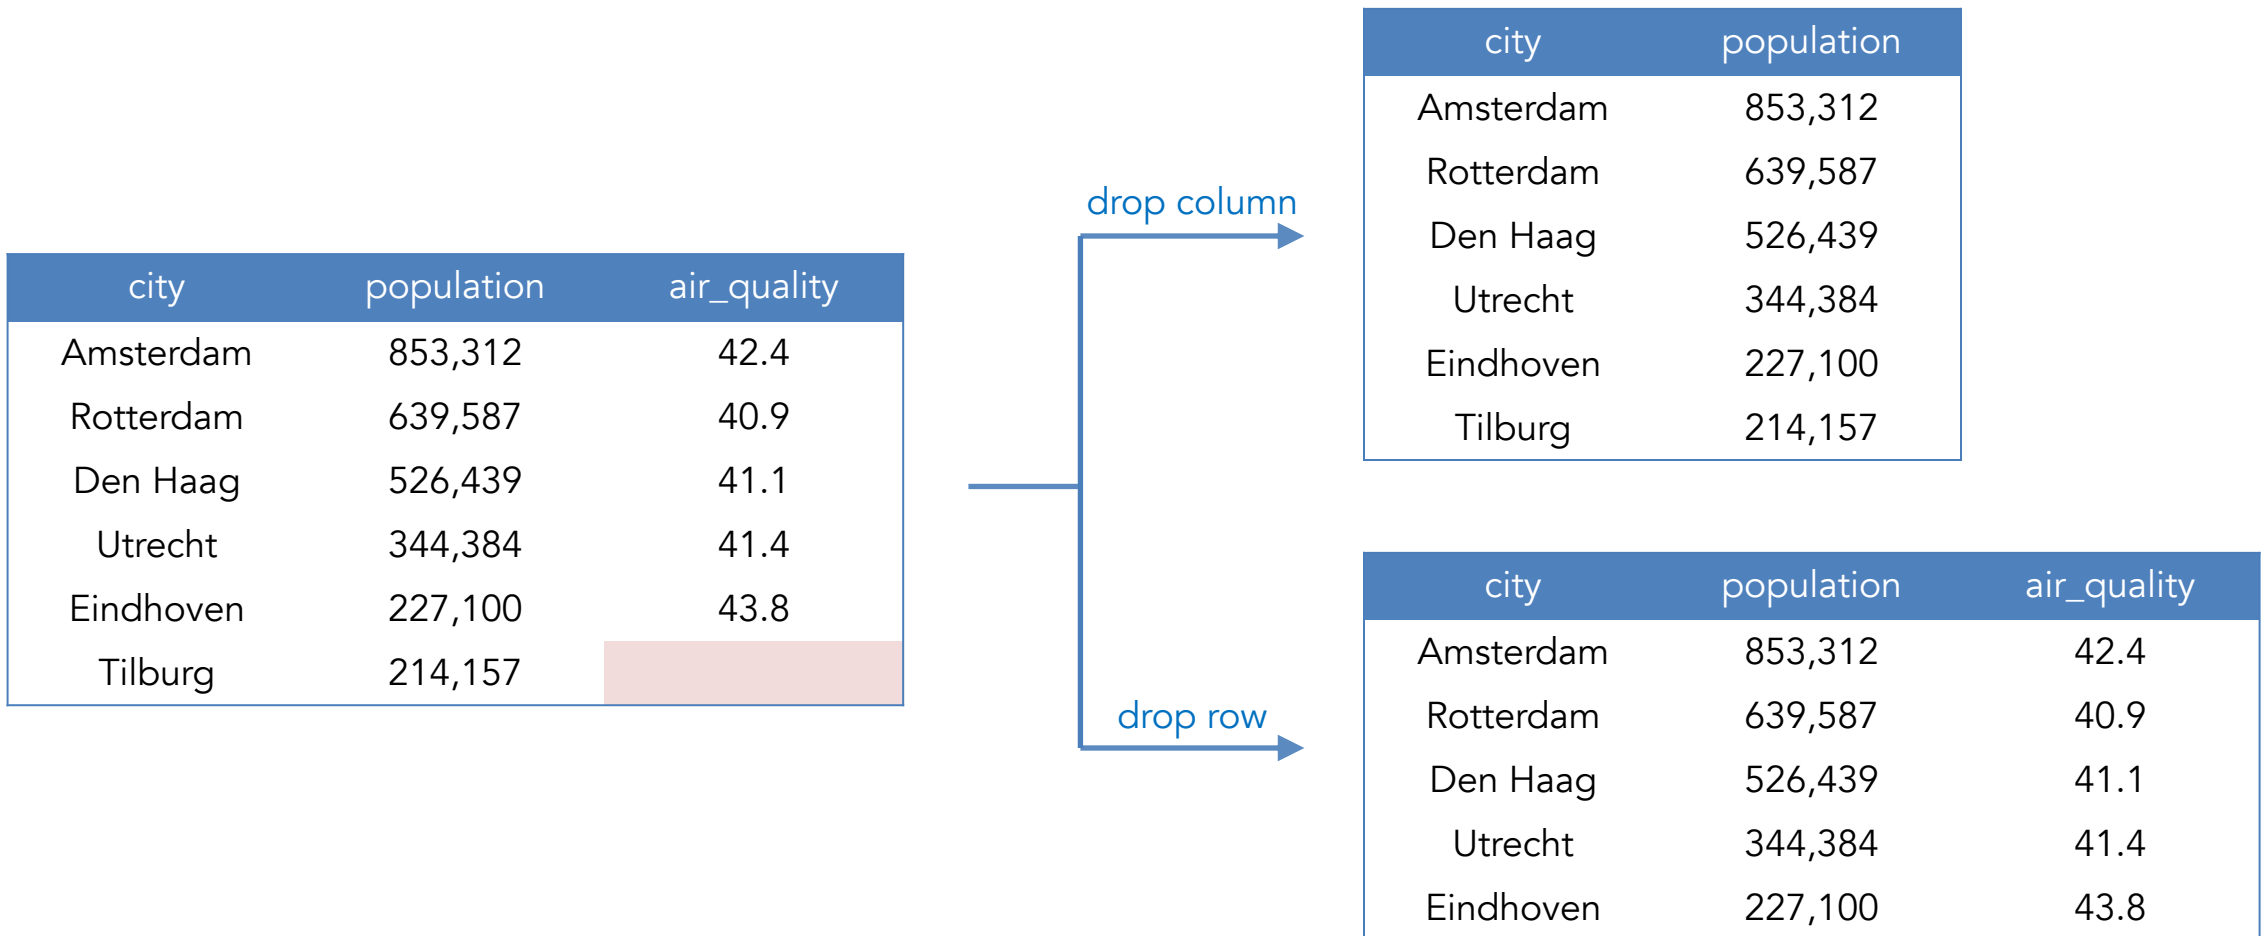 city population air_quality
Amsterdam 853,312 42.4
Rotterdam 639,587 40.9
Den Haag 526,439 41.1
Utrecht 344,384 41.4
Eindhoven 227,100 43.8
Tilburg 214,157
drop column
city population
Amsterdam 853,312
Rotterdam 639,587
Den Haag 526,439
Utrecht 344,384
Eindhoven 227,100
Tilburg 214,157
drop row
city population air_quality
Amsterdam 853,312 42.4
Rotterdam 639,587 40.9
Den Haag 526,439 41.1
Utrecht 344,384 41.4
Eindhoven 227,100 43.8